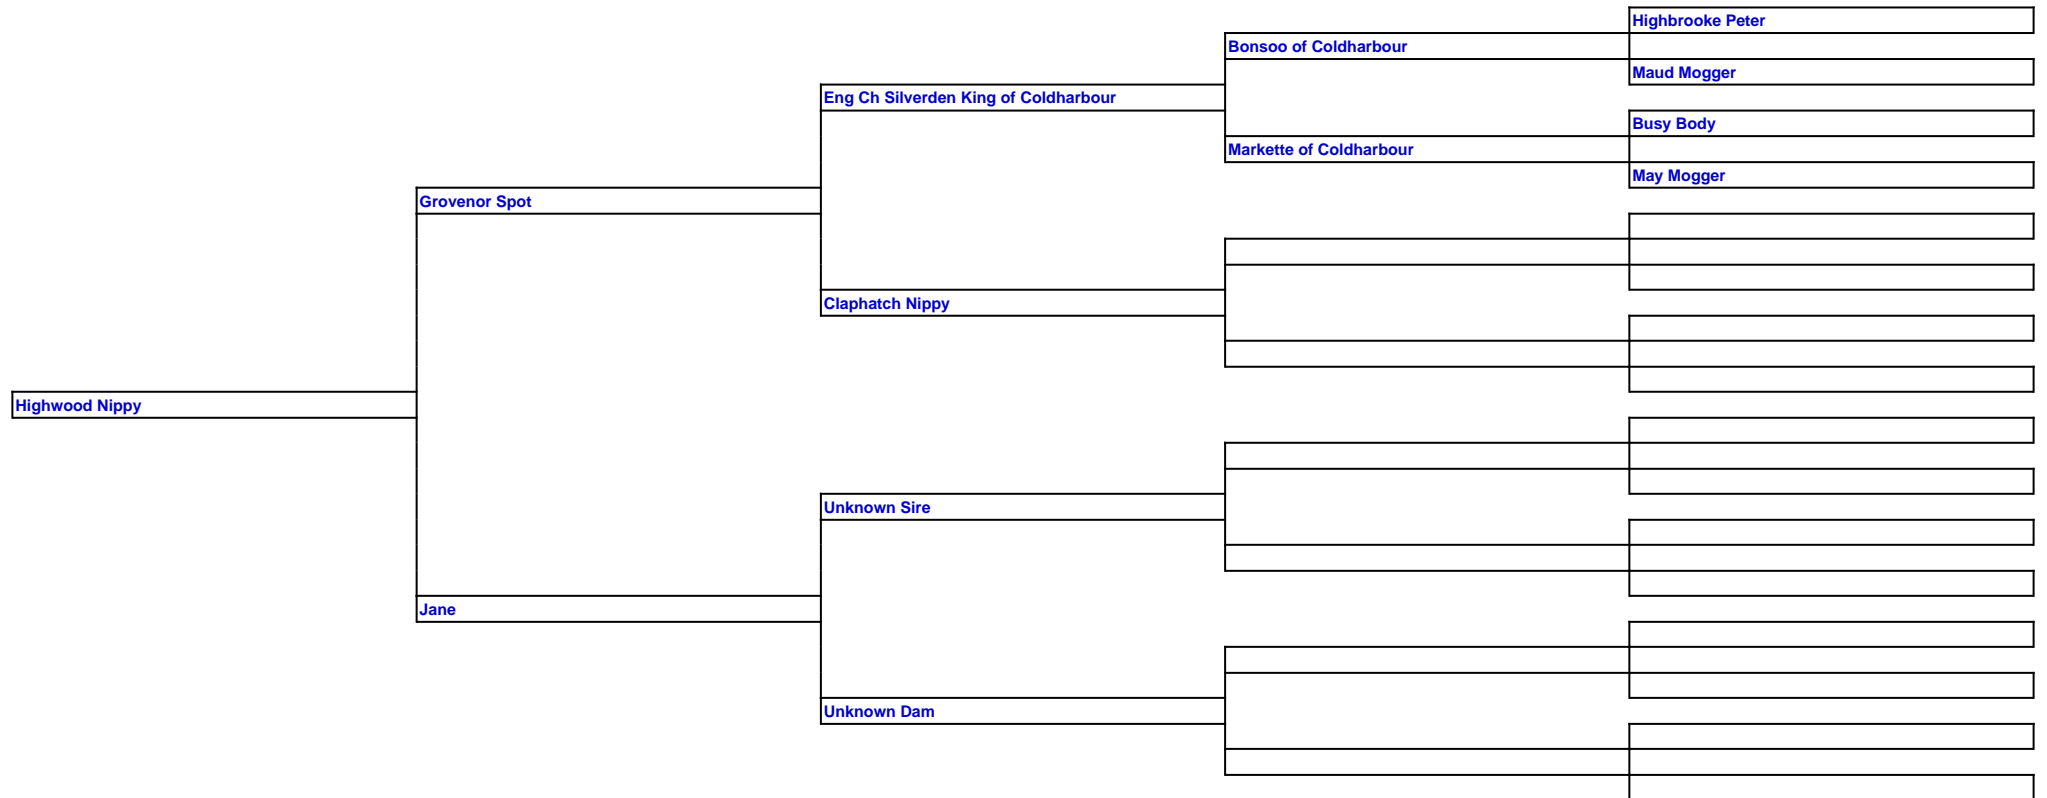 Highbrooke Peter
Bonsoo of Coldharbour
Maud Mogger
Eng Ch Silverden King of Coldharbour
Busy Body
Markette of Coldharbour
May Mogger
Grovenor Spot
Claphatch Nippy
Highwood Nippy
Unknown Sire
Jane
Unknown Dam